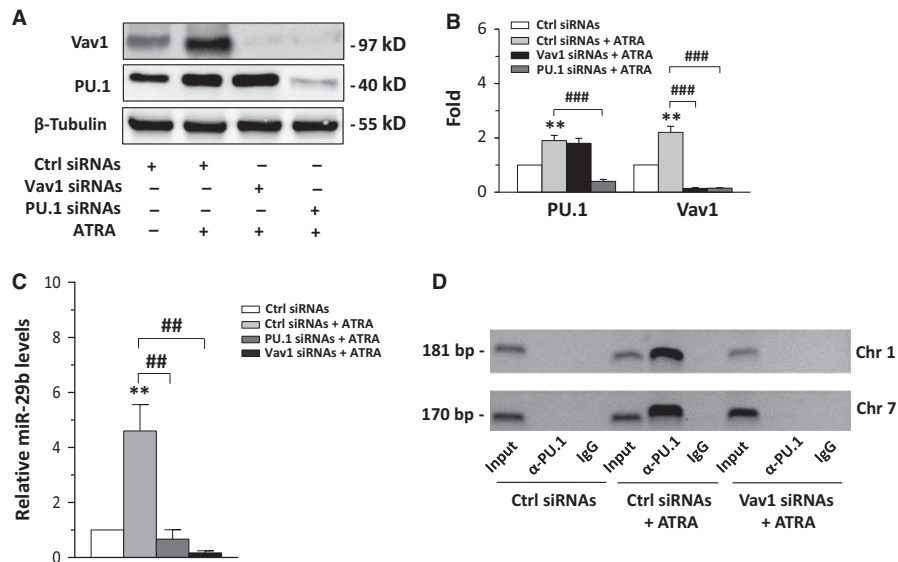 A
Vav1
- 97 kD
PU.1
- 40 kD
β-Tubulin
- 55 kD
Ctrl siRNAs + + – –
Vav1 siRNAs – – + –
PU.1 siRNAs – – – +
ATRA – + + +
B
Ctrl siRNAs
Ctrl siRNAs + ATRA
Vav1 siRNAs + ATRA
PU.1 siRNAs + ATRA
Fold
6
4
2
0
**
###
**
###
###
PU.1
Vav1
C
Relative miR-29b levels
10
8
6
4
2
0
Ctrl siRNAs
Ctrl siRNAs + ATRA
PU.1 siRNAs + ATRA
Vav1 siRNAs + ATRA
##
##
**
D
181 bp -
Chr 1
170 bp -
Chr 7
Input α-PU.1 IgG Input α-PU.1 IgG Input α-PU.1 IgG
Ctrl siRNAs
Ctrl siRNAs
+ ATRA
Vav1 siRNAs
+ ATRA